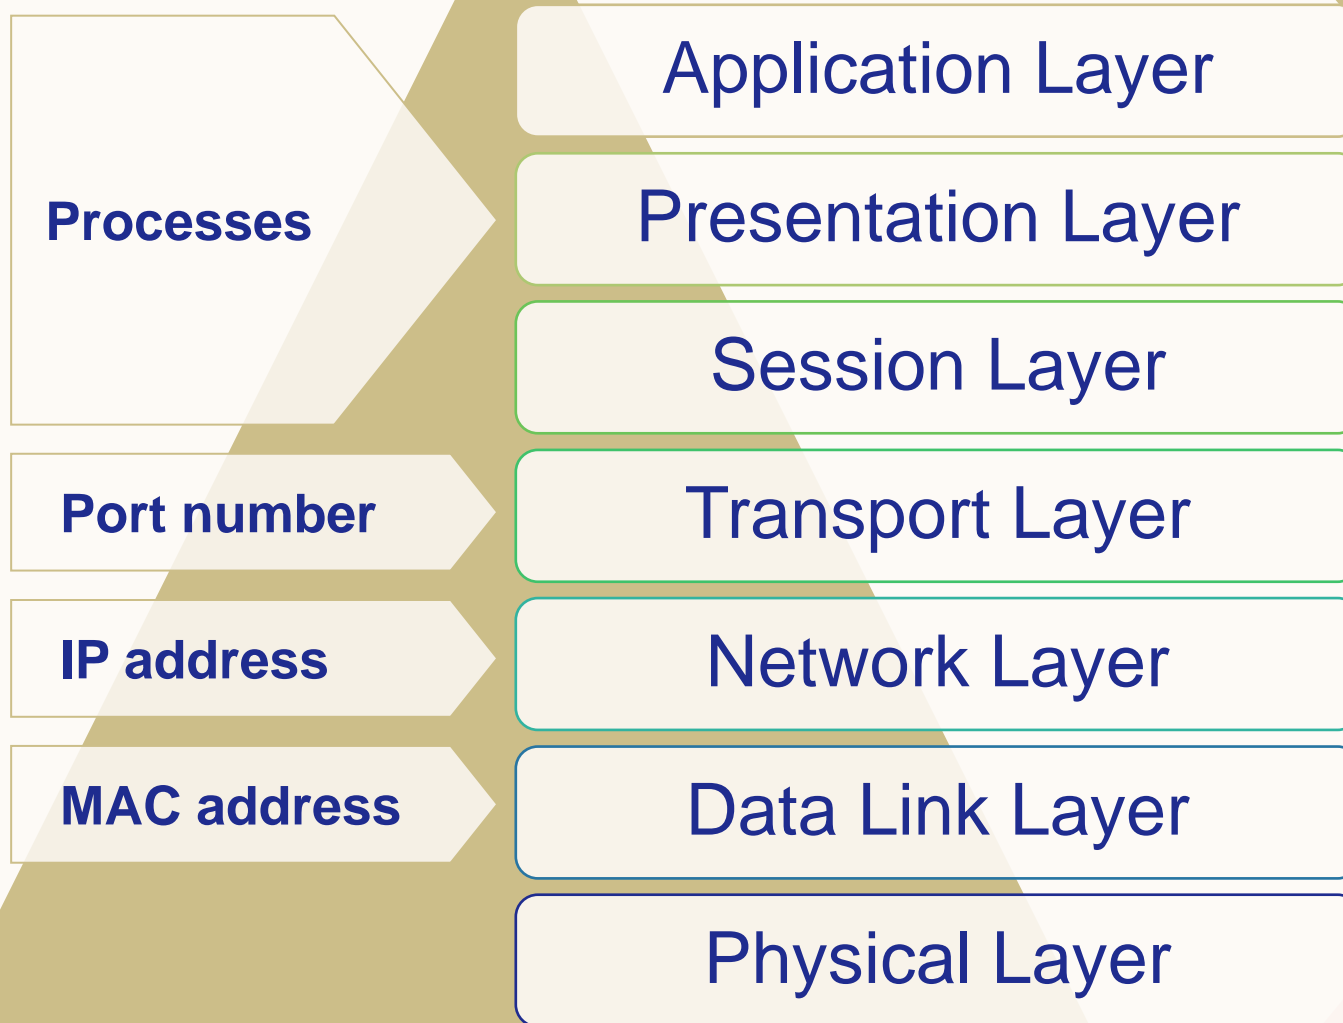 Application Layer
Presentation Layer
Processes
Session Layer
Port number
Transport Layer
IP address
Network Layer
MAC address
Data Link Layer
Physical Layer